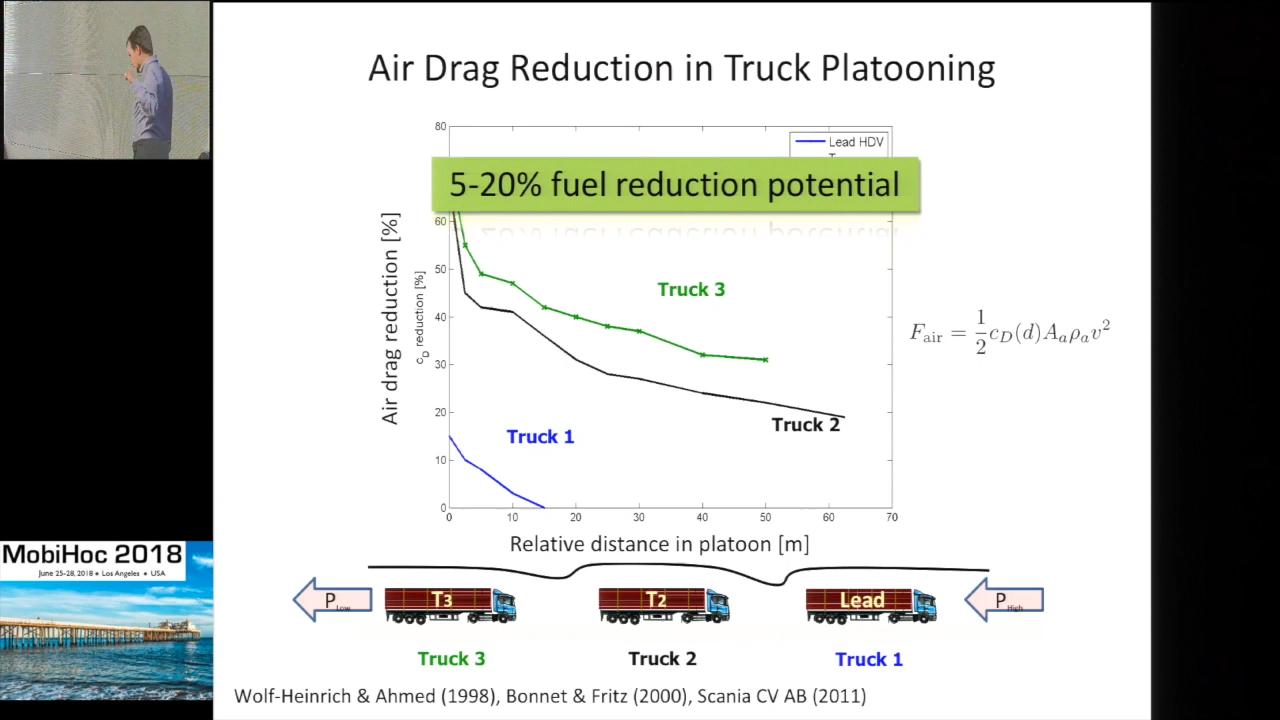 Air Drag Reduction in Truck Platooning
80
Lead HDV
5-20% fuel reduction potential
60
50
40
30
20
10
0
Air drag reduction [%]
c_D reduction [%]
Truck 3
Truck 2
Truck 1
F_air = 1/2 c_D(d)A_aρ_av²
0 10 20 30 40 50 60 70
Relative distance in platoon [m]
P_Low
T3
T2
Lead
P_High
Truck 3
Truck 2
Truck 1
Wolf-Heinrich & Ahmed (1998), Bonnet & Fritz (2000), Scania CV AB (2011)
MobiHoc 2018
June 25-28, 2018 • Los Angeles • USA